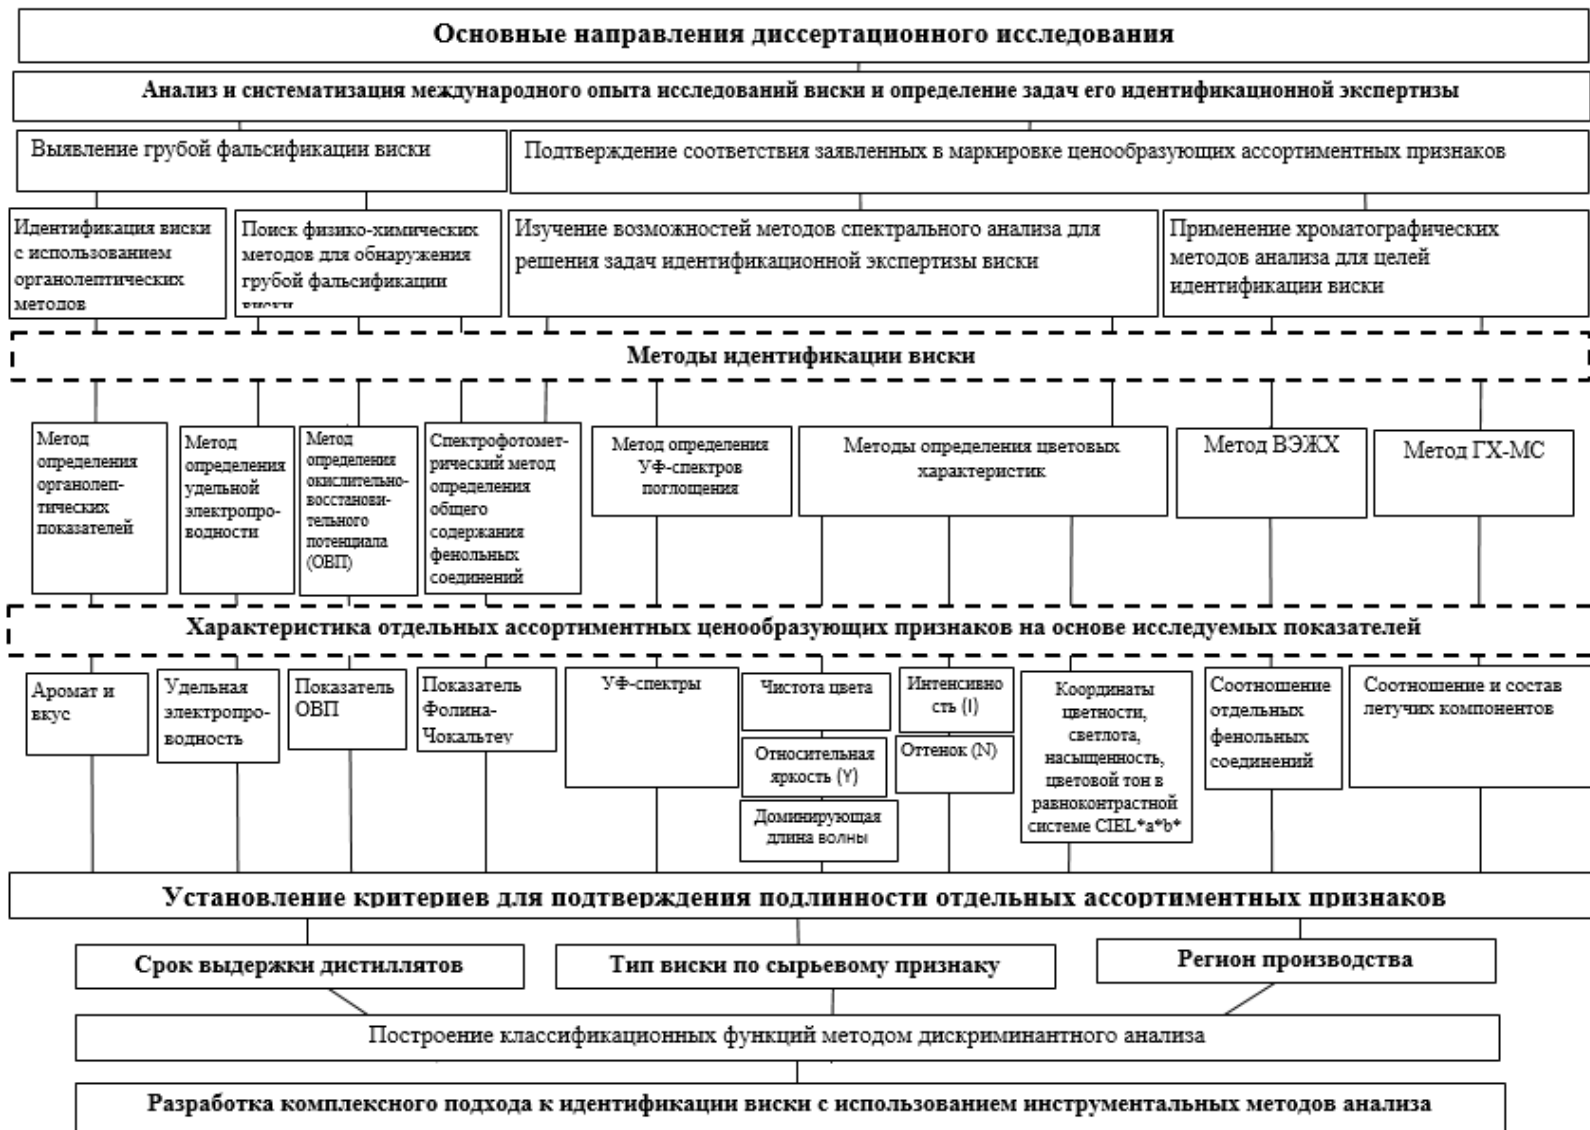 Основные направления диссертационного исследования
Анализ и систематизация международного опыта исследований виски и определение задач его идентификационной экспертизы
Выявление грубой фальсификации виски
Подтверждение соответствия заявленных в маркировке ценообразующих ассортиментных признаков
Идентификация виски
с использованием
органолептических
методов
Поиск физико-химических
методов для обнаружения
грубой фальсификации
виски
Изучение возможностей методов спектрального анализа для
решения задач идентификационной экспертизы виски
Применение хроматографических
методов анализа для целей
идентификации виски
Методы идентификации виски
Метод
определения
органолеп-
тических
показателей
Метод
определения
удельной
электропро-
водности
Метод
определения
окислительно-
восстанови-
тельного
потенциала
(ОВП)
Спектрофотомет-
рический метод
определения
общего
содержания
фенольных
соединений
Метод определения
УФ-спектров
поглощения
Методы определения цветовых
характеристик
Метод ВЭЖХ
Метод ГХ-МС
Характеристика отдельных ассортиментных ценообразующих признаков на основе исследуемых показателей
Аромат и
вкус
Удельная
электропро-
водность
Показатель
ОВП
Показатель
Фолина-
Чокальтеу
УФ-спектры
Чистота цвета
Относительная
яркость (Y)
Доминирующая
длина волны
Интенсивно
сть (I)
Оттенок (N)
Координаты
цветности,
светлота,
насыщенность,
цветовой тон в
равноконтрастной
системе CIEL*a*b*
Соотношение
отдельных
фенольных
соединений
Соотношение и состав
летучих компонентов
Установление критериев для подтверждения подлинности отдельных ассортиментных признаков
Срок выдержки дистиллятов
Тип виски по сырьевому признаку
Регион производства
Построение классификационных функций методом дискриминантного анализа
Разработка комплексного подхода к идентификации виски с использованием инструментальных методов анализа